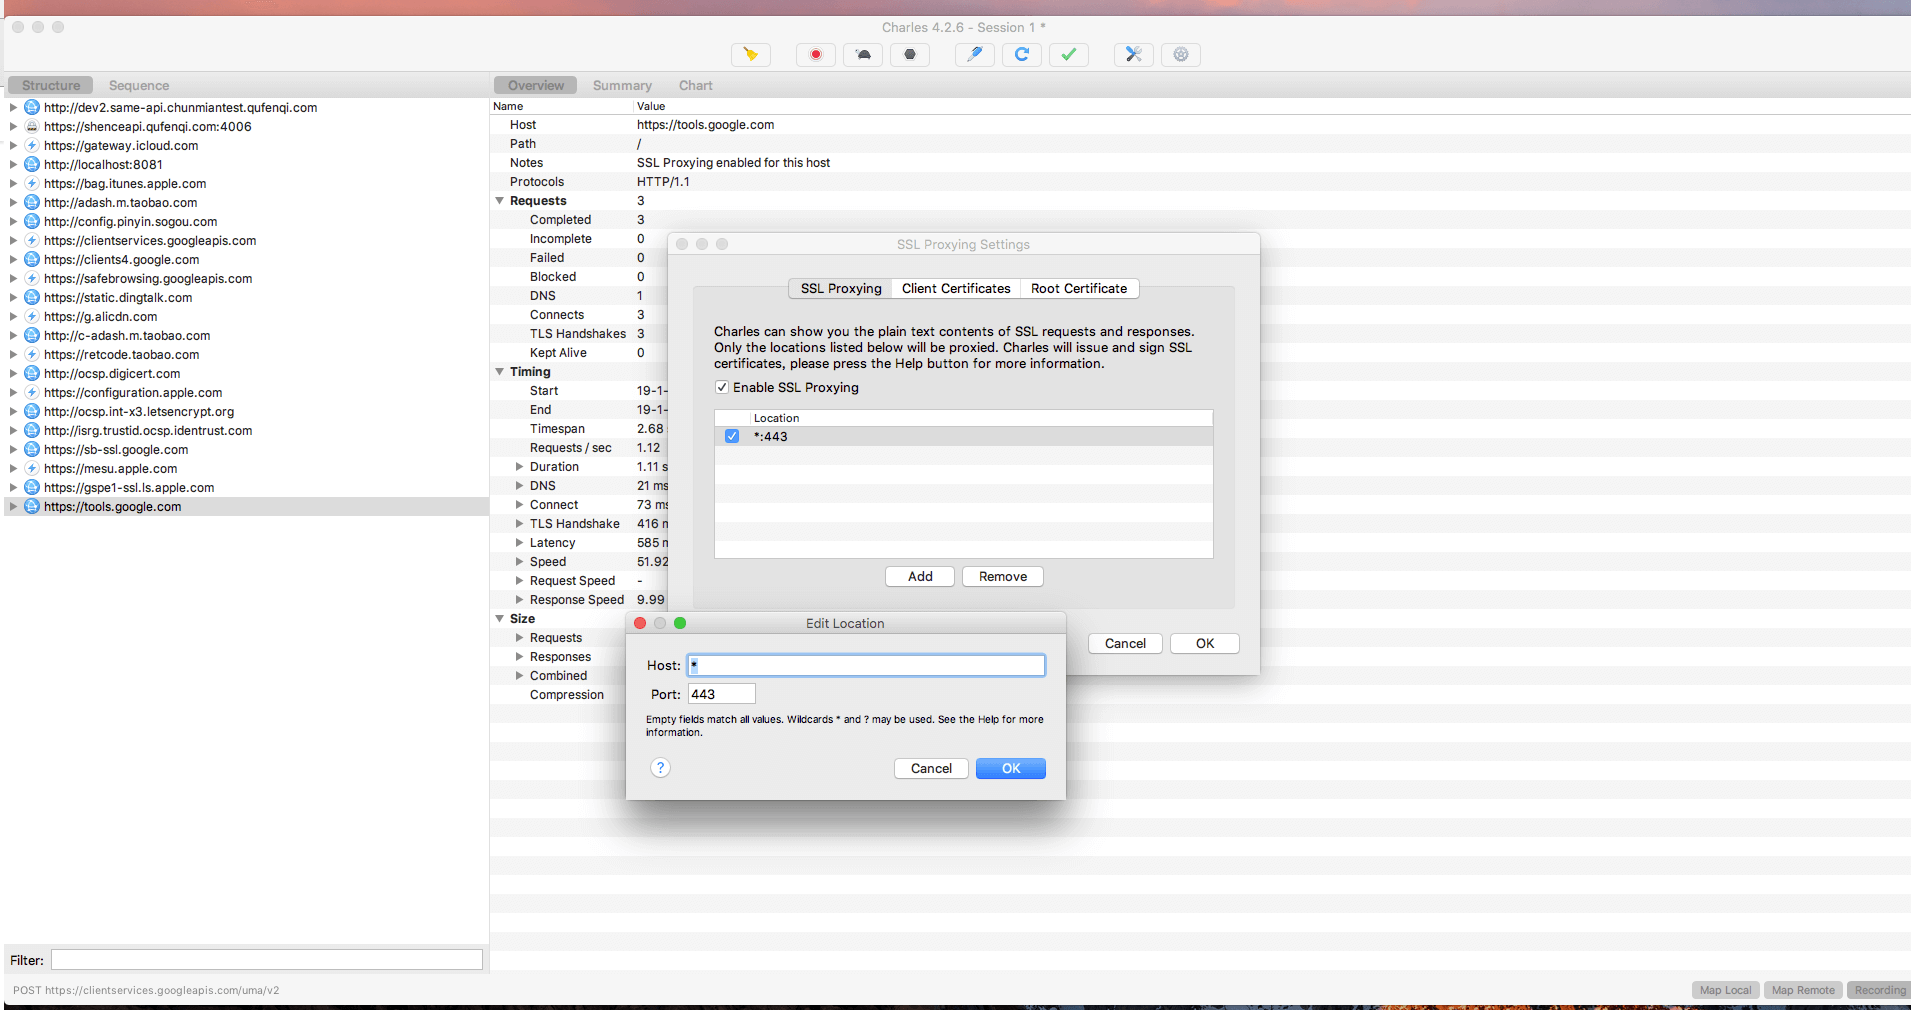 Charles 4.2.6 - Session 1 *
Structure Sequence
http://dev2.same-api.chunmiantest.qufenqi.com
https://shenceapi.qufenqi.com:4006
https://gateway.icloud.com
http://localhost:8081
https://bag.itunes.apple.com
http://adash.m.taobao.com
http://config.pinyin.sogou.com
https://clientservices.googleapis.com
https://clients4.google.com
https://safebrowsing.googleapis.com
https://static.dingtalk.com
https://g.alicdn.com
http://c-adash.m.taobao.com
https://retcode.taobao.com
http://ocsp.digicert.com
https://configuration.apple.com
http://ocsp.int-x3.letsencrypt.org
http://isrg.trustid.ocsp.identrust.com
https://sb-ssl.google.com
https://mesu.apple.com
https://gspe1-ssl.ls.apple.com
https://tools.google.com
Filter:
POST https://clientservices.googleapis.com/uma/v2
Overview Summary Chart
Name Value
Host https://tools.google.com
Path /
Notes SSL Proxying enabled for this host
Protocols HTTP/1.1
Requests 3
Completed 3
Incomplete 0
Failed 0
Blocked 0
DNS 1
Connects 3
TLS Handshakes 3
Kept Alive 0
Timing
Start 19-1-
End 19-1-
Timespan 2.68
Requests / sec 1.12
Duration 1.11 s
DNS 21 ms
Connect 73 ms
TLS Handshake 416 m
Latency 585 m
Speed 51.92
Request Speed -
Response Speed 9.99
Size
Requests
Responses
Combined
Compression
SSL Proxying Settings
SSL Proxying Client Certificates Root Certificate
Charles can show you the plain text contents of SSL requests and responses.
Only the locations listed below will be proxied. Charles will issue and sign SSL
certificates, please press the Help button for more information.
Enable SSL Proxying
Location
*:443
Add Remove
Cancel OK
Edit Location
Host: *
Port: 443
Empty fields match all values. Wildcards * and ? may be used. See the Help for more
information.
? Cancel OK
Map Local Map Remote Recording